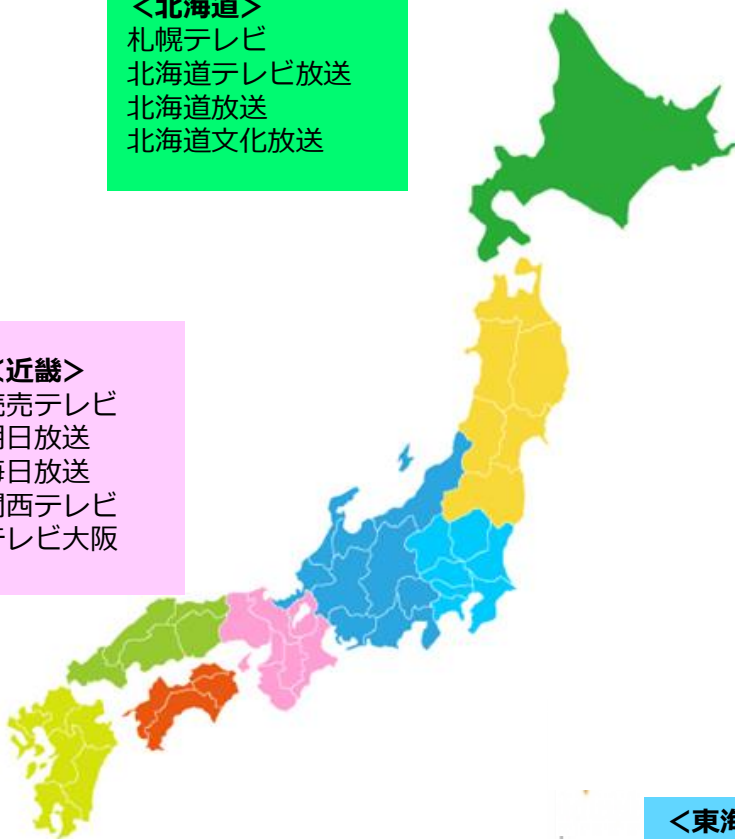 <北海道>
札幌テレビ
北海道テレビ放送
北海道放送
北海道文化放送
近畿>
売テレビ
日放送
日放送
西テレビ
テレビ大阪
<東海